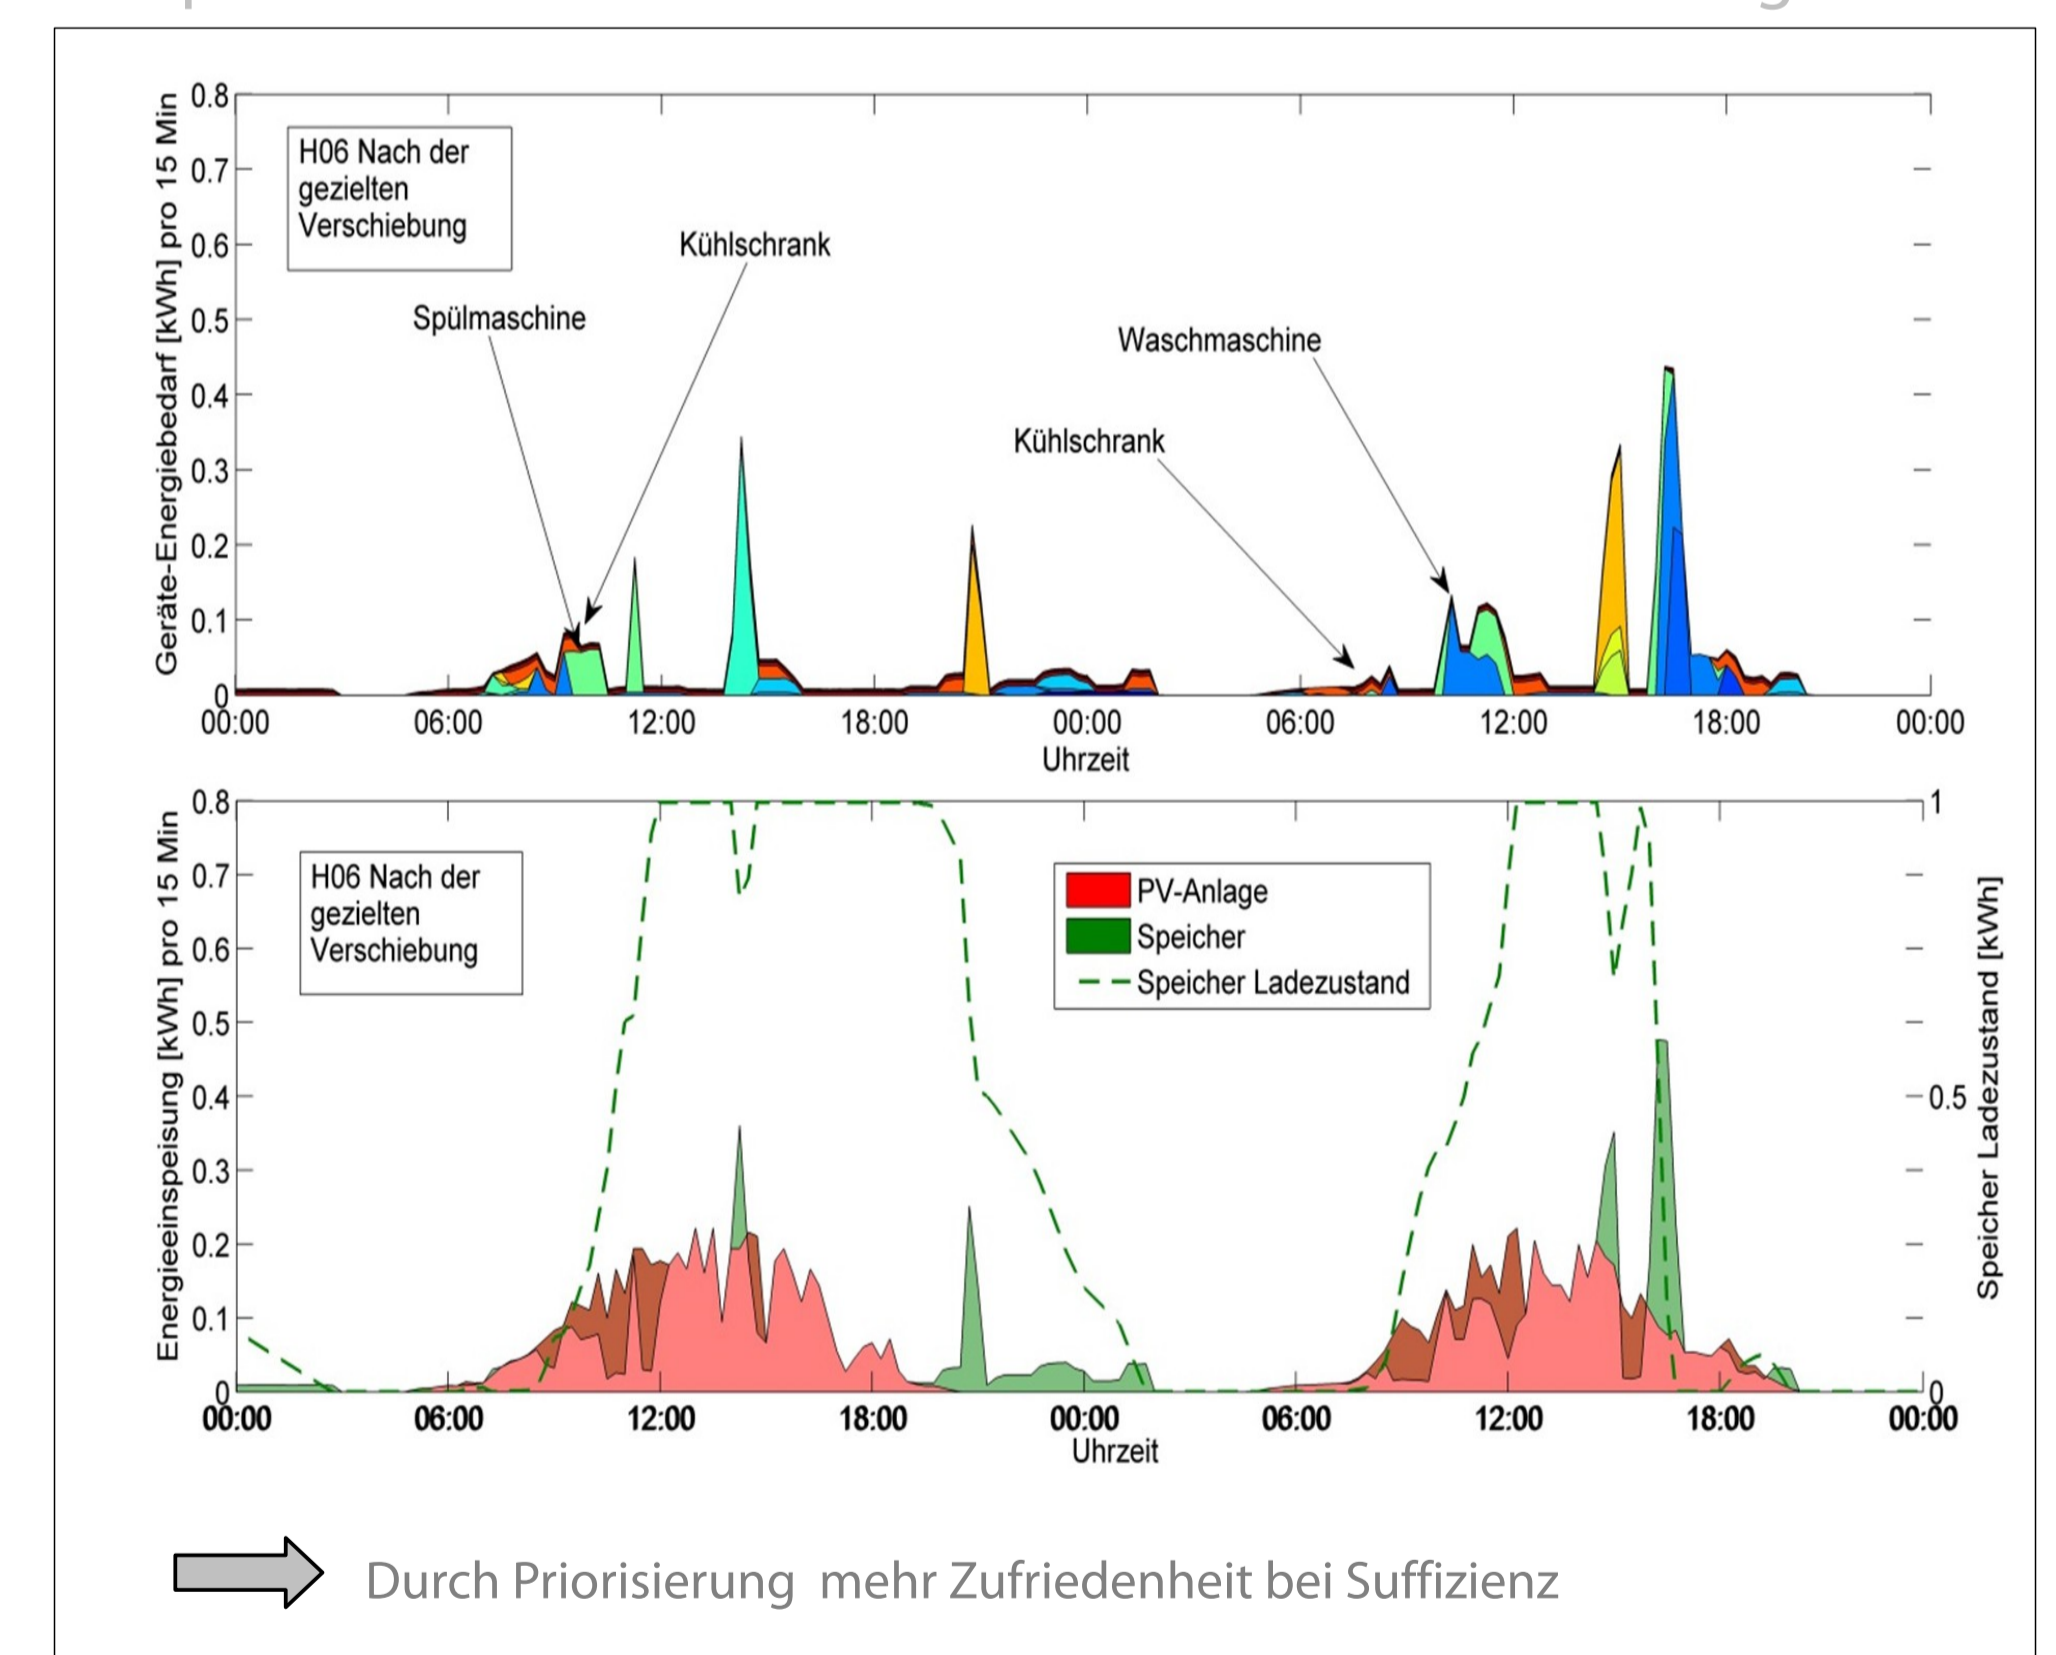 0.8
0.7
0.6
0.5
0.4
0.3
0.2
0.1
0
Geräte-Energiebedarf [kWh] pro 15 Min
H06 Nach der
gezielten
Verschiebung
Kühlschrank
Spülmaschine
Waschmaschine
Kühlschrank
00:00 06:00 12:00 18:00 00:00 06:00 12:00 18:00 00:00
Uhrzeit
0.8
0.7
0.6
0.5
0.4
0.3
0.2
0.1
0
Energieeinspeisung [kWh] pro 15 Min
H06 Nach der
gezielten
Verschiebung
PV-Anlage
Speicher
Speicher Ladezustand
1
0.5
0
Speicher Ladezustand [kWh]
00:00 06:00 12:00 18:00 00:00 06:00 12:00 18:00 00:00
Uhrzeit
Durch Priorisierung mehr Zufriedenheit bei Suffizienz